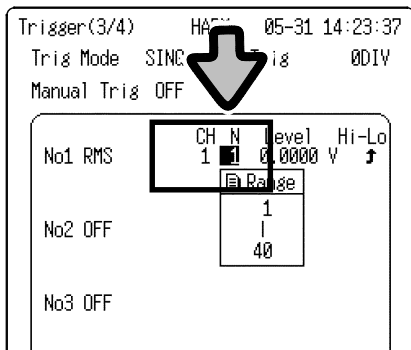 Trigger(3/4) 05-31 14:23:37
Trig Mode ig 0DIV
Manual Trig OFF
CH N Level Hi-Lo
No1 RMS 1 1 0.0000 V
Range
1
40
No2 OFF
No3 OFF